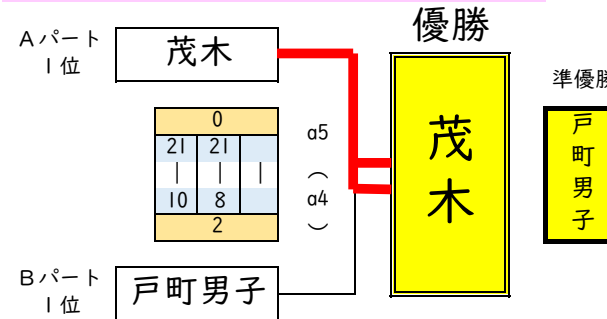 優勝
Aパート
1位
茂木
準優勝
0
21 21
| | |
10 8
2
a5
(a4)
茂木
戸町男子
Bパート
1位
戸町男子